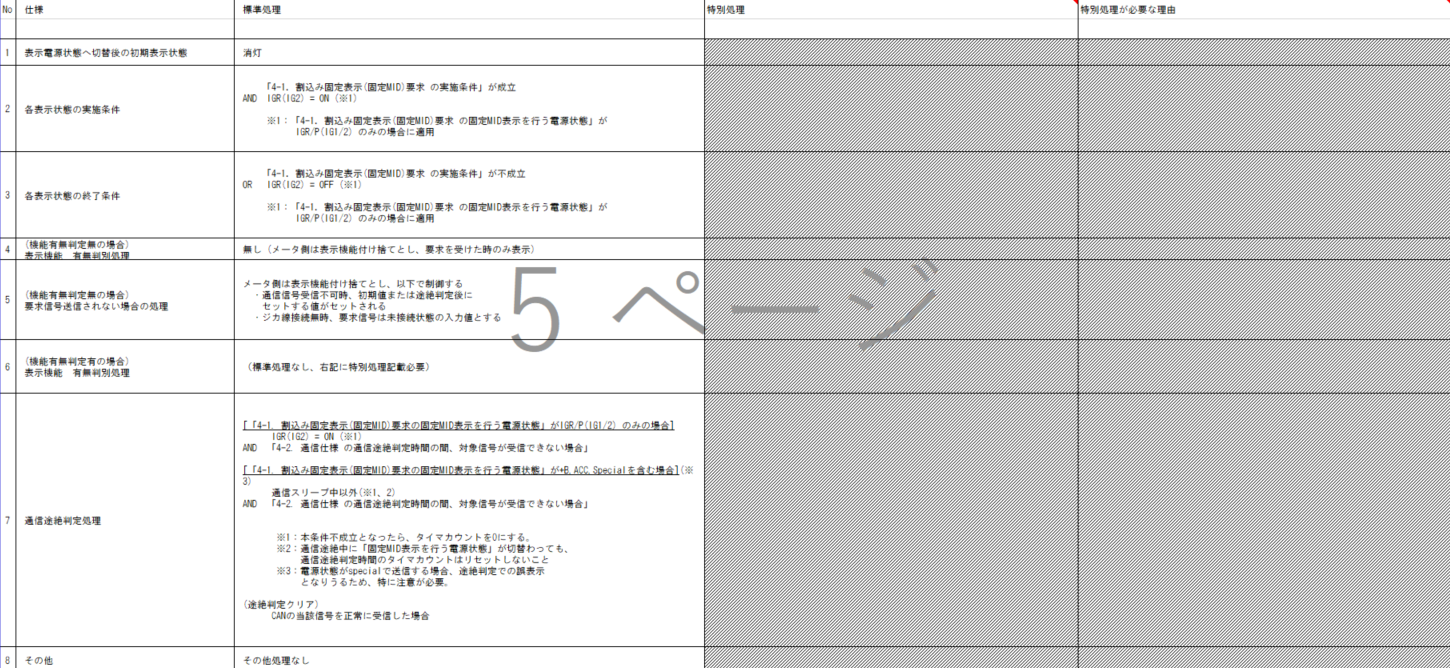 No 仕様 標準処理 特別処理 特別処理が必要な理由
1 表示電源状態へ切替後の初期表示状態 消灯
2 各表示状態の実施条件
「4-1. 割込み固定表示(固定MID)要求 の実施条件」が成立
AND IGR(IG2) = ON (※1)
※1：「4-1. 割込み固定表示(固定MID)要求 の固定MID表示を行う電源状態」が
IGR/P(IG1/2) のみの場合に適用
3 各表示状態の終了条件
「4-1. 割込み固定表示(固定MID)要求 の実施条件」が不成立
OR IGR(IG2) = OFF (※1)
※1：「4-1. 割込み固定表示(固定MID)要求 の固定MID表示を行う電源状態」が
IGR/P(IG1/2) のみの場合に適用
4 (機能有無判定無の場合)
表示機能 有無判別処理
無し（メータ側は表示機能付け捨てとし、要求を受けた時のみ表示）
5 (機能有無判定無の場合)
要求信号送信されない場合の処理
メータ側は表示機能付け捨てとし、以下で制御する
・通信信号受信不可時、初期値または途絶判定後に
セットする値がセットされる
・ジカ線接続無時、要求信号は未接続状態の入力値とする
5 ページ
6 (機能有無判定有の場合)
表示機能 有無判別処理
（標準処理なし、右記に特別処理記載必要）
7 通信途絶判定処理
[「4-1. 割込み固定表示(固定MID)要求の固定MID表示を行う電源状態」がIGR/P(IG1/2) のみの場合]
IGR(IG2) = ON (※1)
AND 「4-2. 通信仕様 の通信途絶判定時間の間、対象信号が受信できない場合」
[「4-1. 割込み固定表示(固定MID)要求の固定MID表示を行う電源状態」が+B,ACC,Specialを含む場合](※
3)
通信スリープ中以外(※1、2)
AND 「4-2. 通信仕様 の通信途絶判定時間の間、対象信号が受信できない場合」
※1：本条件不成立となったら、タイマカウントを0にする。
※2：通信途絶中に「固定MID表示を行う電源状態」が切替わっても、
通信途絶判定時間のタイマカウントはリセットしないこと
※3：電源状態がspecialで送信する場合、途絶判定での誤表示
となりうるため、特に注意が必要。
(途絶判定クリア)
CANの当該信号を正常に受信した場合
8 その他 その他処理なし